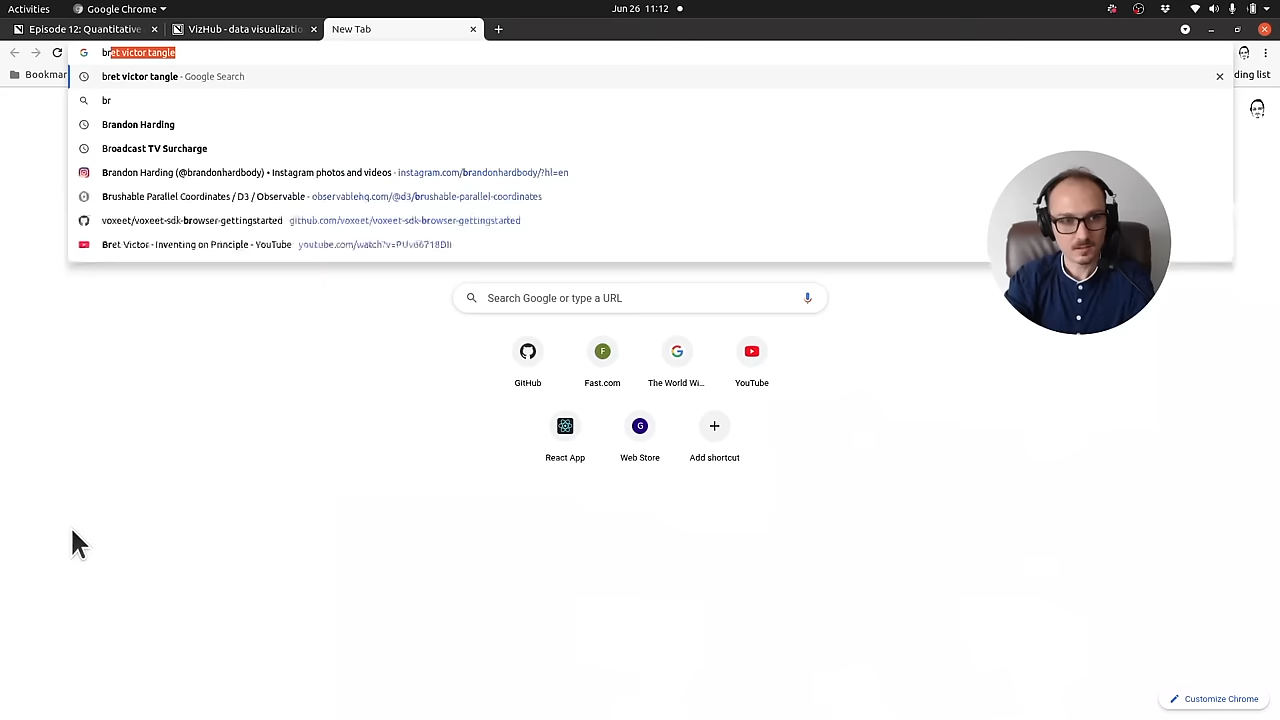 Activities Google Chrome Jun 26 11:12
Episode 12: Quantitative VizHub - data visualizatio New Tab
bret victor tangle
Bookmar ding list
bret victor tangle - Google Search
br
Brandon Harding
Broadcast TV Surcharge
Brandon Harding (@brandonhardbody) • Instagram photos and videos - instagram.com/brandonhardbody/?hl=en
Brushable Parallel Coordinates / D3 / Observable - observablehq.com/@d3/brushable-parallel-coordinates
voxeet/voxeet-sdk-browser-gettingstarted github.com/voxeet/voxeet-sdk-browser-gettingstarted
Bret Victor - Inventing on Principle - YouTube
Search Google or type a URL
F
GitHub Fast.com The World Wi... YouTube
G
React App Web Store Add shortcut
Customize Chrome